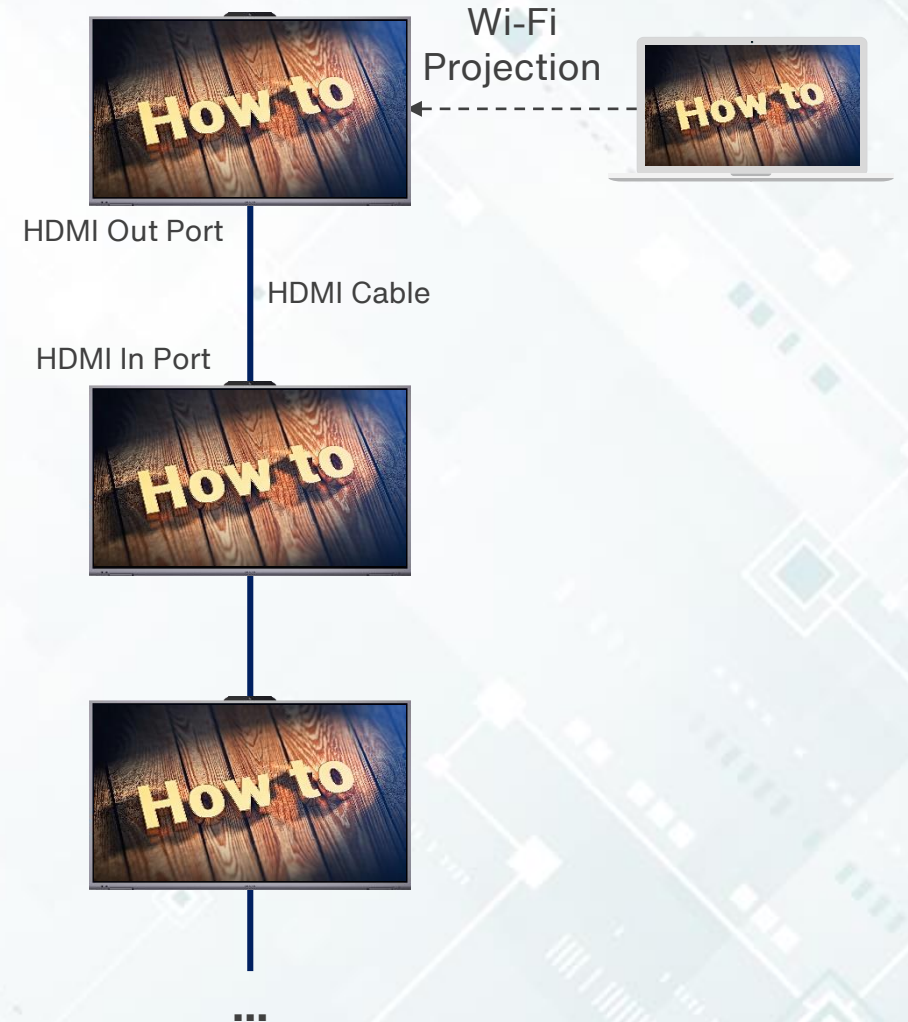 Wi-Fi
Projection
How to
How to
HDMI Out Port
HDMI Cable
HDMI In Port
How to
How to
...